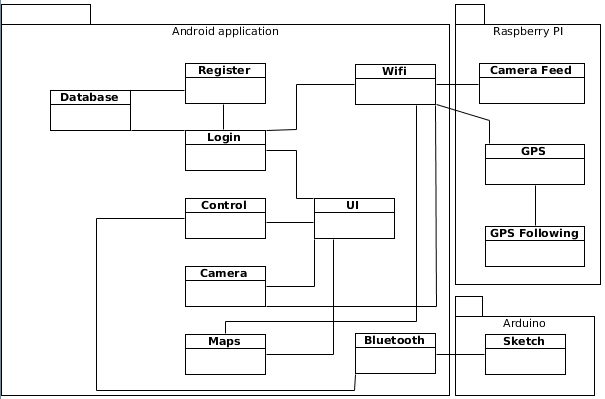 Android application
Raspberry PI
Register
Wifi
Camera Feed
Database
Login
GPS
Control
UI
GPS Following
Camera
Arduino
Maps
Bluetooth
Sketch